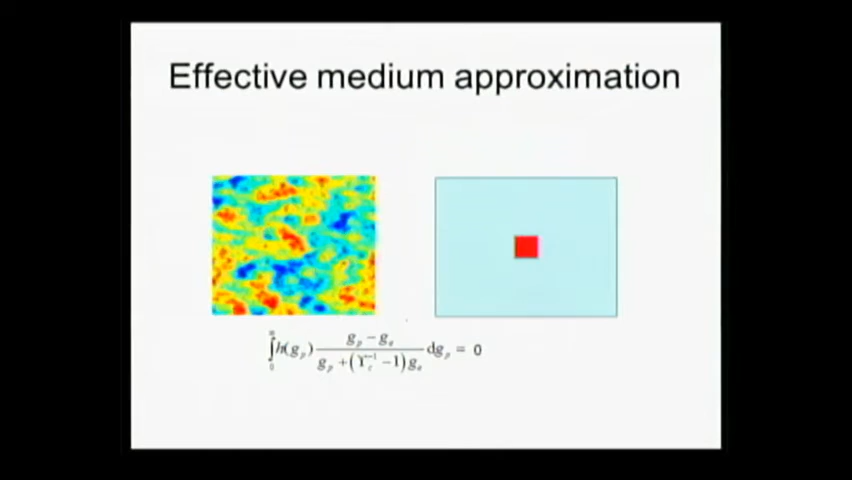 Effective medium approximation
∫₀^∞ h(g_p) (g_p − g_e)/(g_p + (ϒ_c⁻¹ − 1)g_e) dg_p = 0